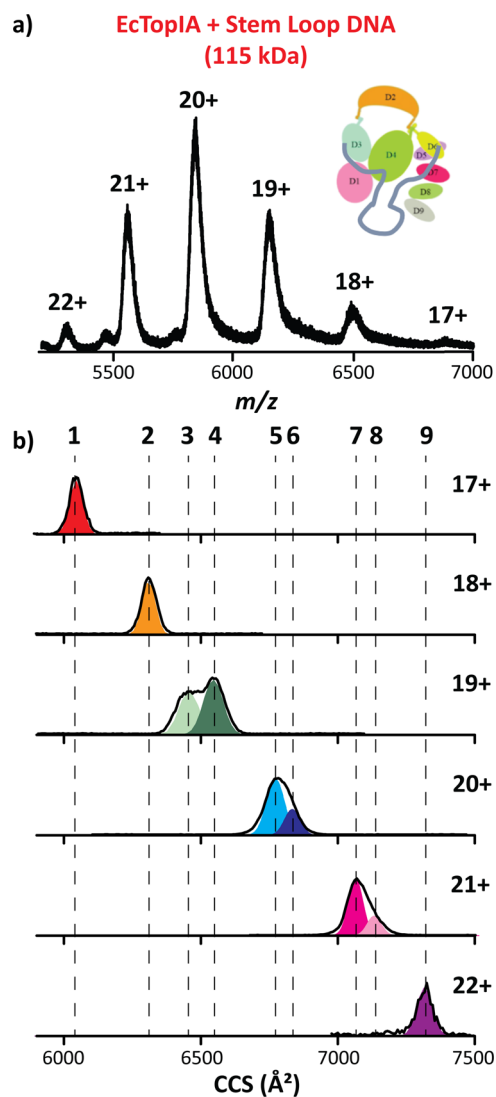 a)
EcTopIA + Stem Loop DNA
(115 kDa)
20+
21+
19+
22+
18+
17+
D2
D3
D4
D5
D6
D1
D7
D8
D9
5500 6000 6500 7000
m/z
b)
1 2 3 4 5 6 7 8 9
17+
18+
19+
20+
21+
22+
6000 6500 7000 7500
CCS (Å²)